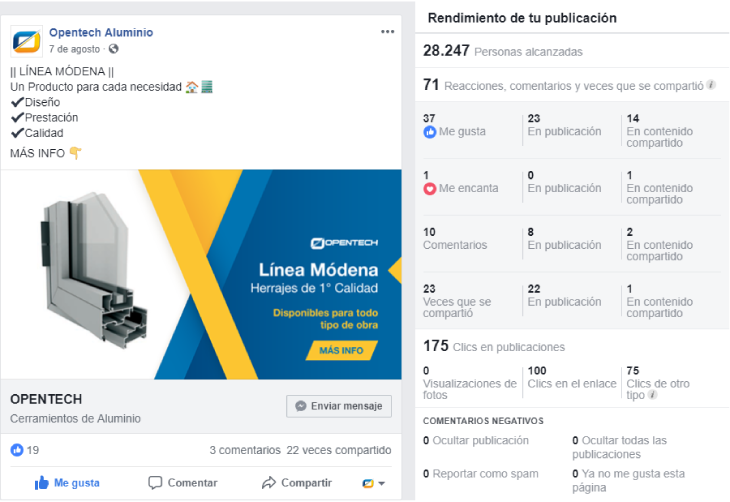 Opentech Aluminio
7 de agosto ·
|| LÍNEA MÓDENA ||
Un Producto para cada necesidad 🏠🏢
✔Diseño
✔Prestación
✔Calidad
MÁS INFO 👇
OPENTECH
Línea Módena
Herrajes de 1° Calidad
Disponibles para todo
tipo de obra
MÁS INFO
OPENTECH
Cerramientos de Aluminio
Enviar mensaje
19
3 comentarios 22 veces compartido
Me gusta
Comentar
Compartir
Rendimiento de tu publicación
28.247 Personas alcanzadas
71 Reacciones, comentarios y veces que se compartió
37
Me gusta
23
En publicación
14
En contenido
compartido
1
Me encanta
0
En publicación
1
En contenido
compartido
10
Comentarios
8
En publicación
2
En contenido
compartido
23
Veces que se
compartió
22
En publicación
1
En contenido
compartido
175 Clics en publicaciones
0
Visualizaciones de
fotos
100
Clics en el enlace
75
Clics de otro
tipo
COMENTARIOS NEGATIVOS
0 Ocultar publicación
0 Ocultar todas las
publicaciones
0 Reportar como spam
0 Ya no me gusta esta
página